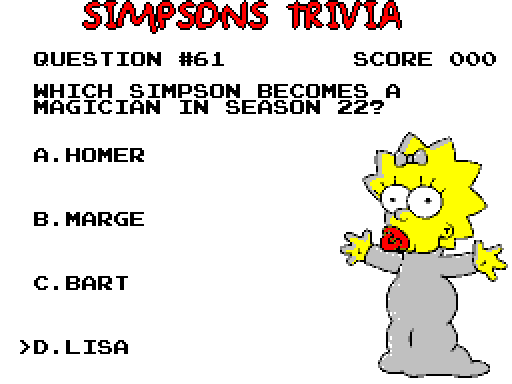 SIMPSONS TRIVIA
QUESTION #61 SCORE 000
WHICH SIMPSON BECOMES A
MAGICIAN IN SEASON 22?
A.HOMER
B.MARGE
C.BART
>D.LISA